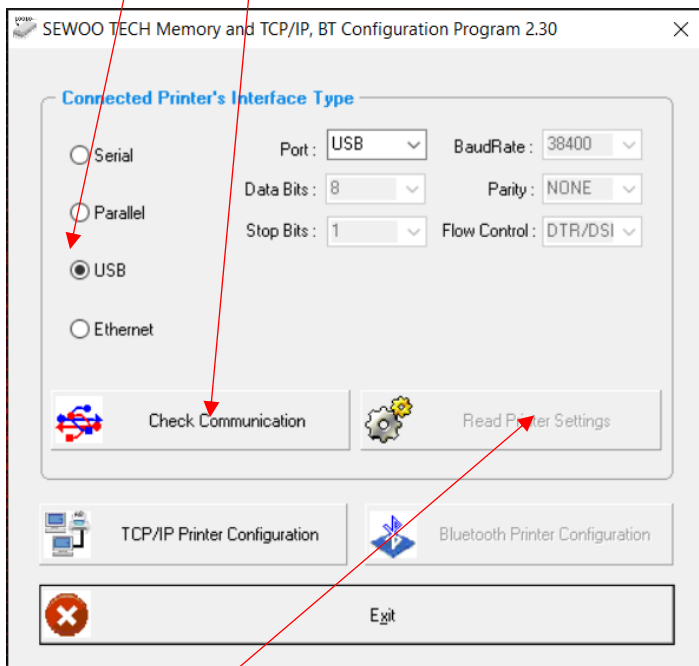 SEWOO TECH Memory and TCP/IP, BT Configuration Program 2.30
Connected Printer's Interface Type
Serial
Parallel
USB
Ethernet
Port : USB
BaudRate : 38400
Data Bits : 8
Parity : NONE
Stop Bits : 1
Flow Control : DTR/DSI
Check Communication
Read Printer Settings
TCP/IP Printer Configuration
Bluetooth Printer Configuration
Exit